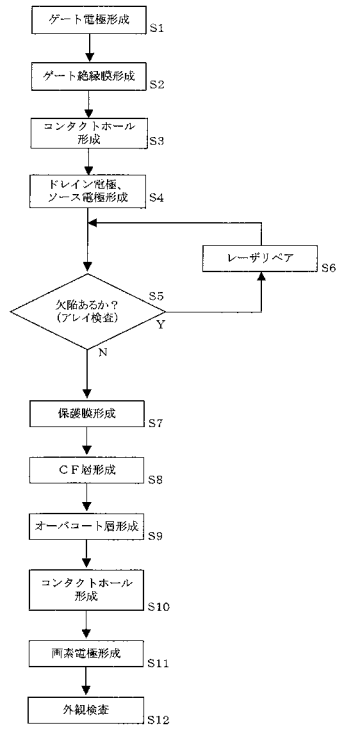 ゲート電極形成
S1
ゲート絶縁膜形成
S2
コンタクトホール
形成
S3
ドレイン電極、
ソース電極形成
S4
レーザリペア
S6
欠陥あるか？
(アレイ検査)
S5
Y
N
保護膜形成
S7
CF層形成
S8
オーバコート層形成
S9
コンタクトホール
形成
S10
画素電極形成
S11
外観検査
S12